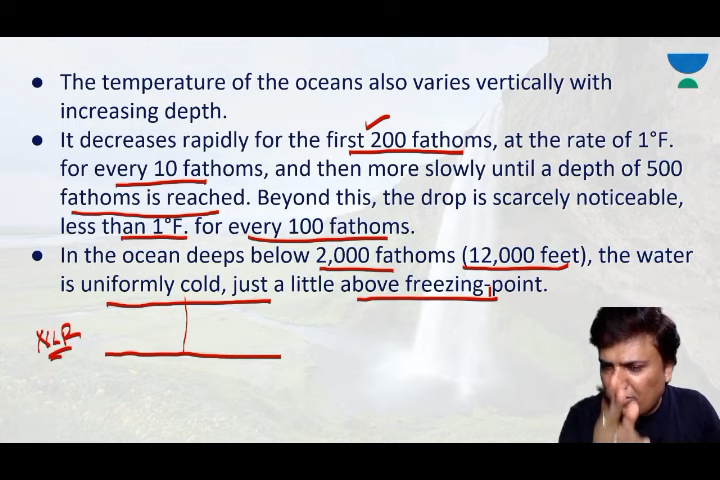 ● The temperature of the oceans also varies vertically with
increasing depth.
● It decreases rapidly for the first 200 fathoms, at the rate of 1°F.
for every 10 fathoms, and then more slowly until a depth of 500
fathoms is reached. Beyond this, the drop is scarcely noticeable,
less than 1°F. for every 100 fathoms.
● In the ocean deeps below 2,000 fathoms (12,000 feet), the water
is uniformly cold, just a little above freezing-point.